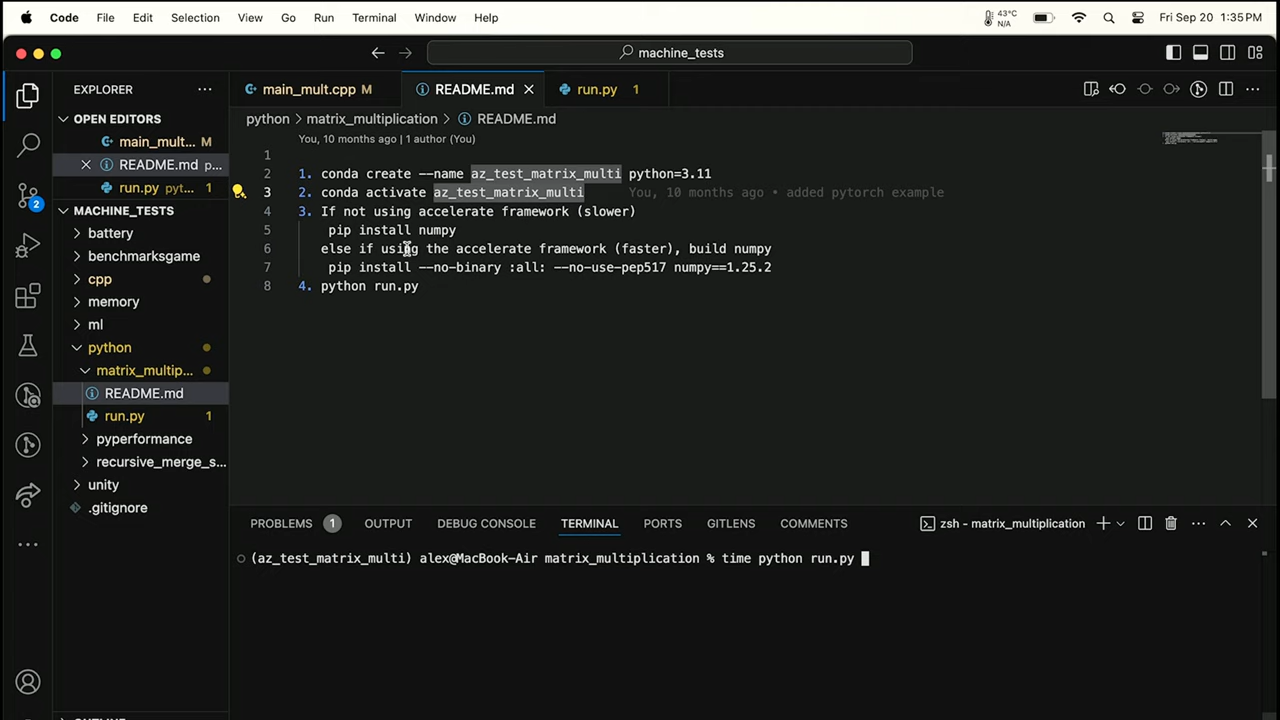 Code File Edit Selection View Go Run Terminal Window Help 43°C N/A Fri Sep 20 1:35 PM
machine_tests
EXPLORER
OPEN EDITORS
main_mult... M
README.md p...
run.py pyt... 1
MACHINE_TESTS
battery
benchmarksgame
cpp
memory
ml
python
matrix_multip...
README.md
run.py 1
pyperformance
recursive_merge_s...
unity
.gitignore
2
main_mult.cpp M README.md run.py 1
python > matrix_multiplication > README.md
You, 10 months ago | 1 author (You)
1
2 1. conda create --name az_test_matrix_multi python=3.11
3 2. conda activate az_test_matrix_multi You, 10 months ago • added pytorch example
4 3. If not using accelerate framework (slower)
5 pip install numpy
6 else if using the accelerate framework (faster), build numpy
7 pip install --no-binary :all: --no-use-pep517 numpy==1.25.2
8 4. python run.py
PROBLEMS 1 OUTPUT DEBUG CONSOLE TERMINAL PORTS GITLENS COMMENTS zsh - matrix_multiplication
(az_test_matrix_multi) alex@MacBook-Air matrix_multiplication % time python run.py